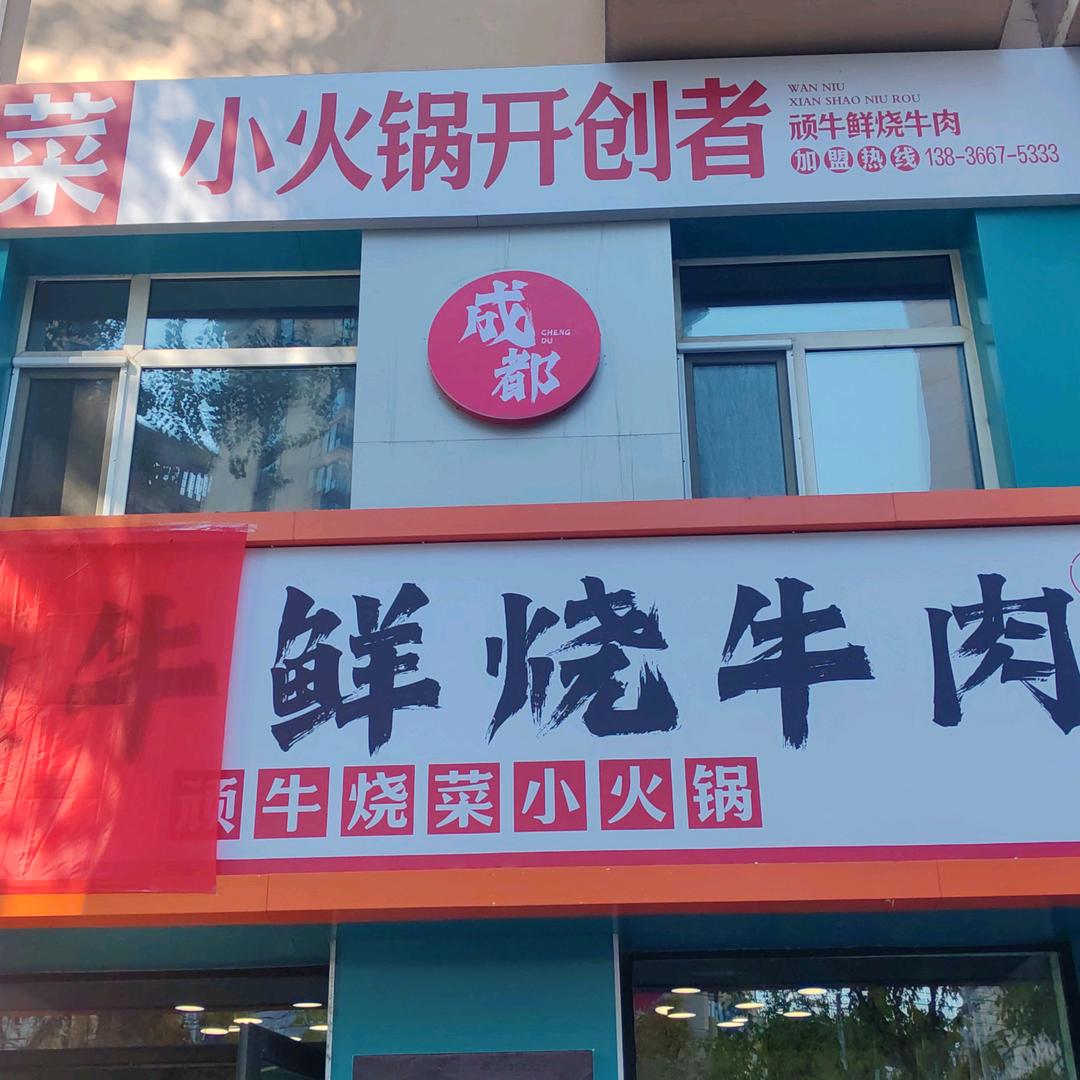 菜 小火锅开创者
WAN NIU
XIAN SHAO NIU ROU
顽牛鲜烧牛肉
加盟热线 138-3667-5333
成都
CHENG
DU
牛鲜烧牛肉
顽牛烧菜小火锅